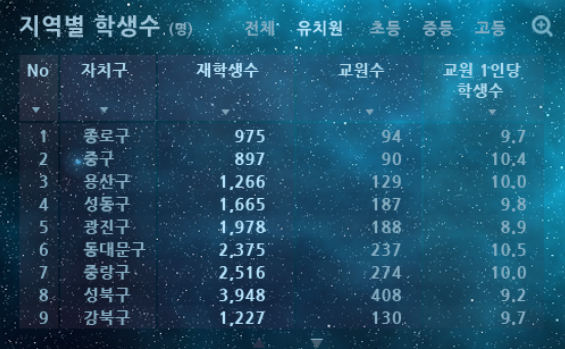 지역별 학생수 (명) 전체 유치원 초등 중등 고등
No 자치구 재학생수 교원수 교원 1인당
학생수
1 종로구 975 94 9.7
2 중구 897 90 10.4
3 용산구 1,266 129 10.0
4 성동구 1,665 187 9.8
5 광진구 1,978 188 8.9
6 동대문구 2,375 237 10.5
7 중랑구 2,516 274 10.0
8 성북구 3,948 408 9.2
9 강북구 1,227 130 9.7